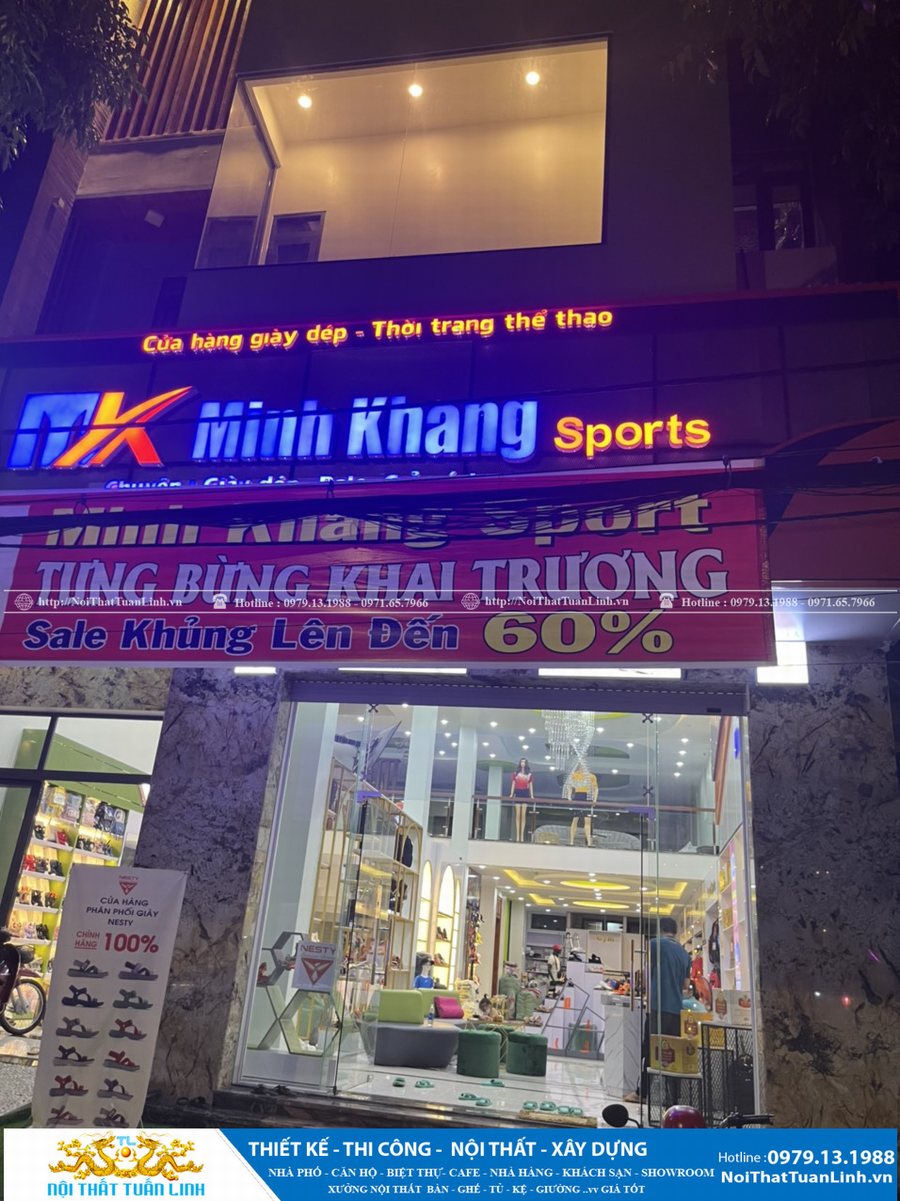 Cửa hàng giày dép - Thời trang thể thao
MK Minh Khang Sports
Chuyên : Giày dép
Minh Khang Sport
TƯNG BỪNG KHAI TRƯƠNG
http://NoiThatTuanLinh.vn Hotline : 0979.13.1988 - 0971.65.7966 http://NoiThatTuanLinh.vn Hotline : 0979.13.1988 - 0971.65.7966
Sale Khủng Lên Đến 60%
NESTY
CỬA HÀNG
PHÂN PHỐI GIÀY
NESTY
CHÍNH HÃNG 100%
NESTY
TL
NỘI THẤT TUẤN LINH
THIẾT KẾ - THI CÔNG - NỘI THẤT - XÂY DỰNG
NHÀ PHỐ - CĂN HỘ - BIỆT THỰ- CAFE - NHÀ HÀNG - KHÁCH SẠN - SHOWROOM
XƯỞNG NỘI THẤT BÀN - GHẾ - TỦ - KỆ - GIƯỜNG ..vv GIÁ TỐT
Hotline :0979.13.1988
NoiThatTuanLinh.vn